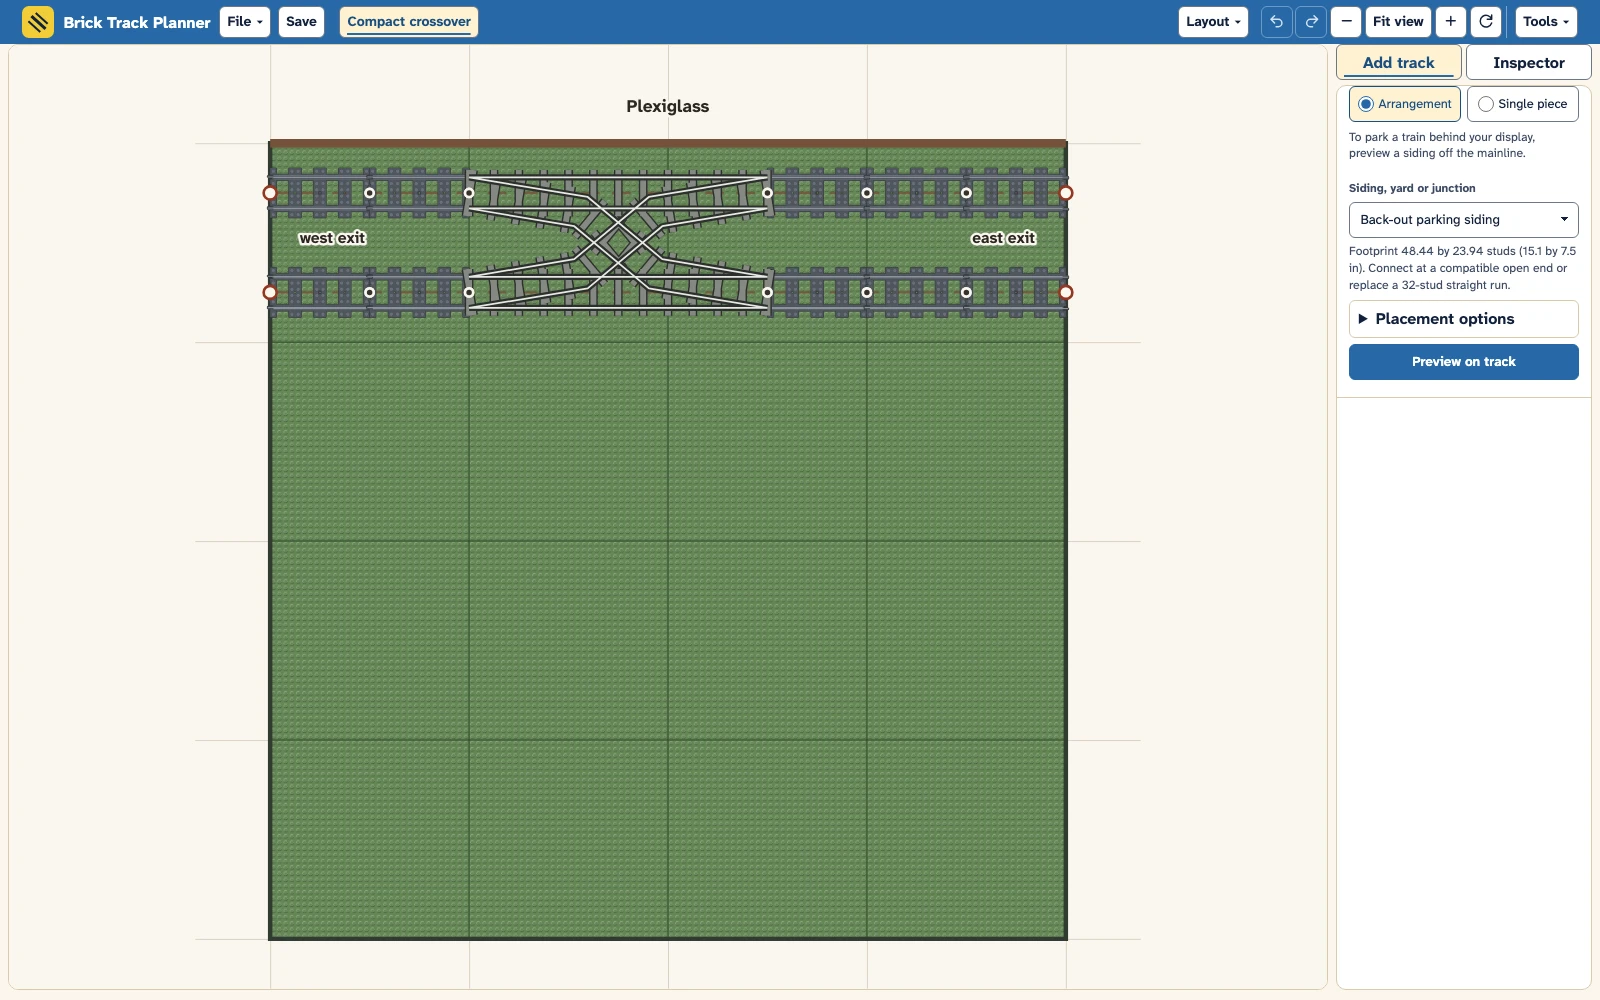 Brick Track Planner
File
Save
Compact crossover
Layout
Fit view
Tools
Add track
Inspector
Arrangement
Single piece
To park a train behind your display,
preview a siding off the mainline.
Siding, yard or junction
Back-out parking siding
Footprint 48.44 by 23.94 studs (15.1 by 7.5
in). Connect at a compatible open end or
replace a 32-stud straight run.
Placement options
Preview on track
Plexiglass
west exit
east exit